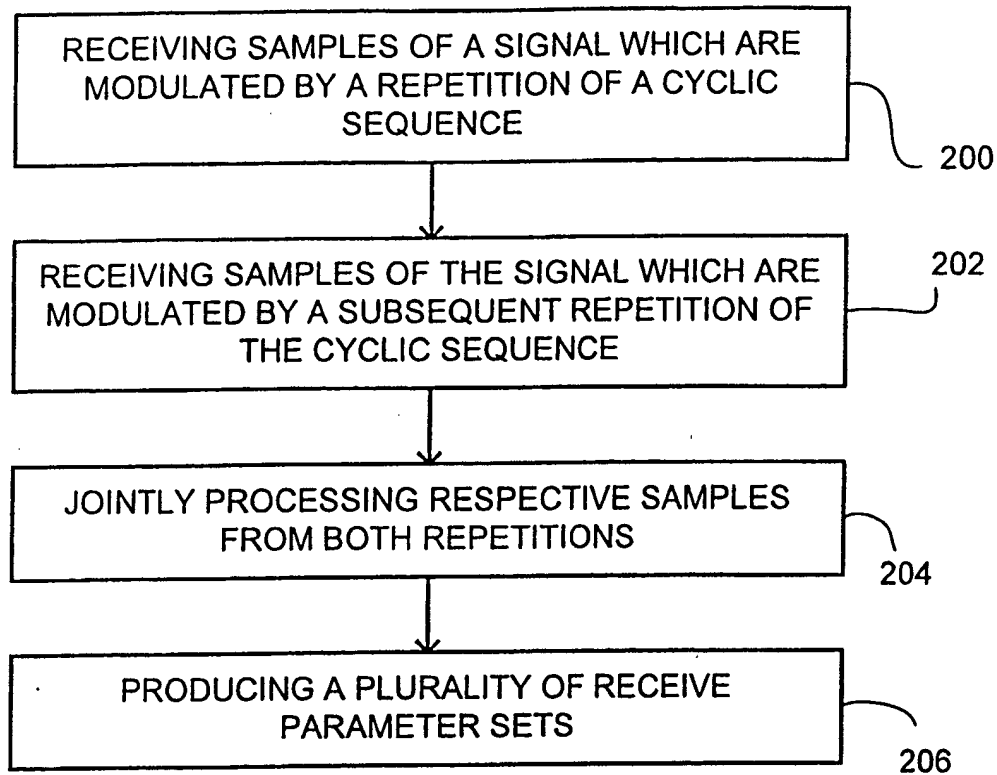 RECEIVING SAMPLES OF A SIGNAL WHICH ARE
MODULATED BY A REPETITION OF A CYCLIC
SEQUENCE
200
RECEIVING SAMPLES OF THE SIGNAL WHICH ARE
MODULATED BY A SUBSEQUENT REPETITION OF
THE CYCLIC SEQUENCE
202
JOINTLY PROCESSING RESPECTIVE SAMPLES
FROM BOTH REPETITIONS
204
PRODUCING A PLURALITY OF RECEIVE
PARAMETER SETS
206